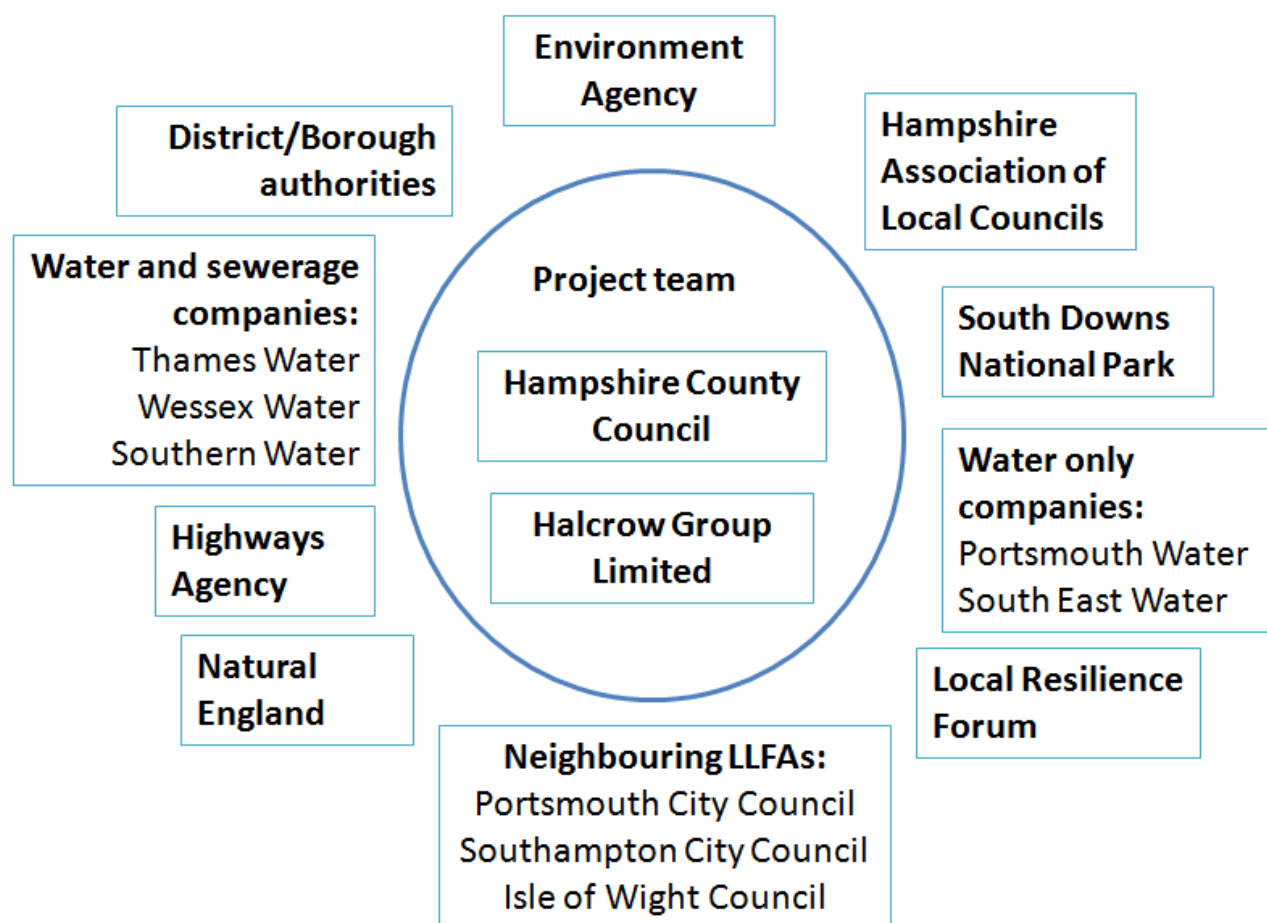 Environment
Agency
District/Borough
authorities
Hampshire
Association of
Local Councils
Water and sewerage
companies:
Thames Water
Wessex Water
Southern Water
Project team
Hampshire County
Council
Halcrow Group
Limited
South Downs
National Park
Water only
companies:
Portsmouth Water
South East Water
Highways
Agency
Natural
England
Local Resilience
Forum
Neighbouring LLFAs:
Portsmouth City Council
Southampton City Council
Isle of Wight Council